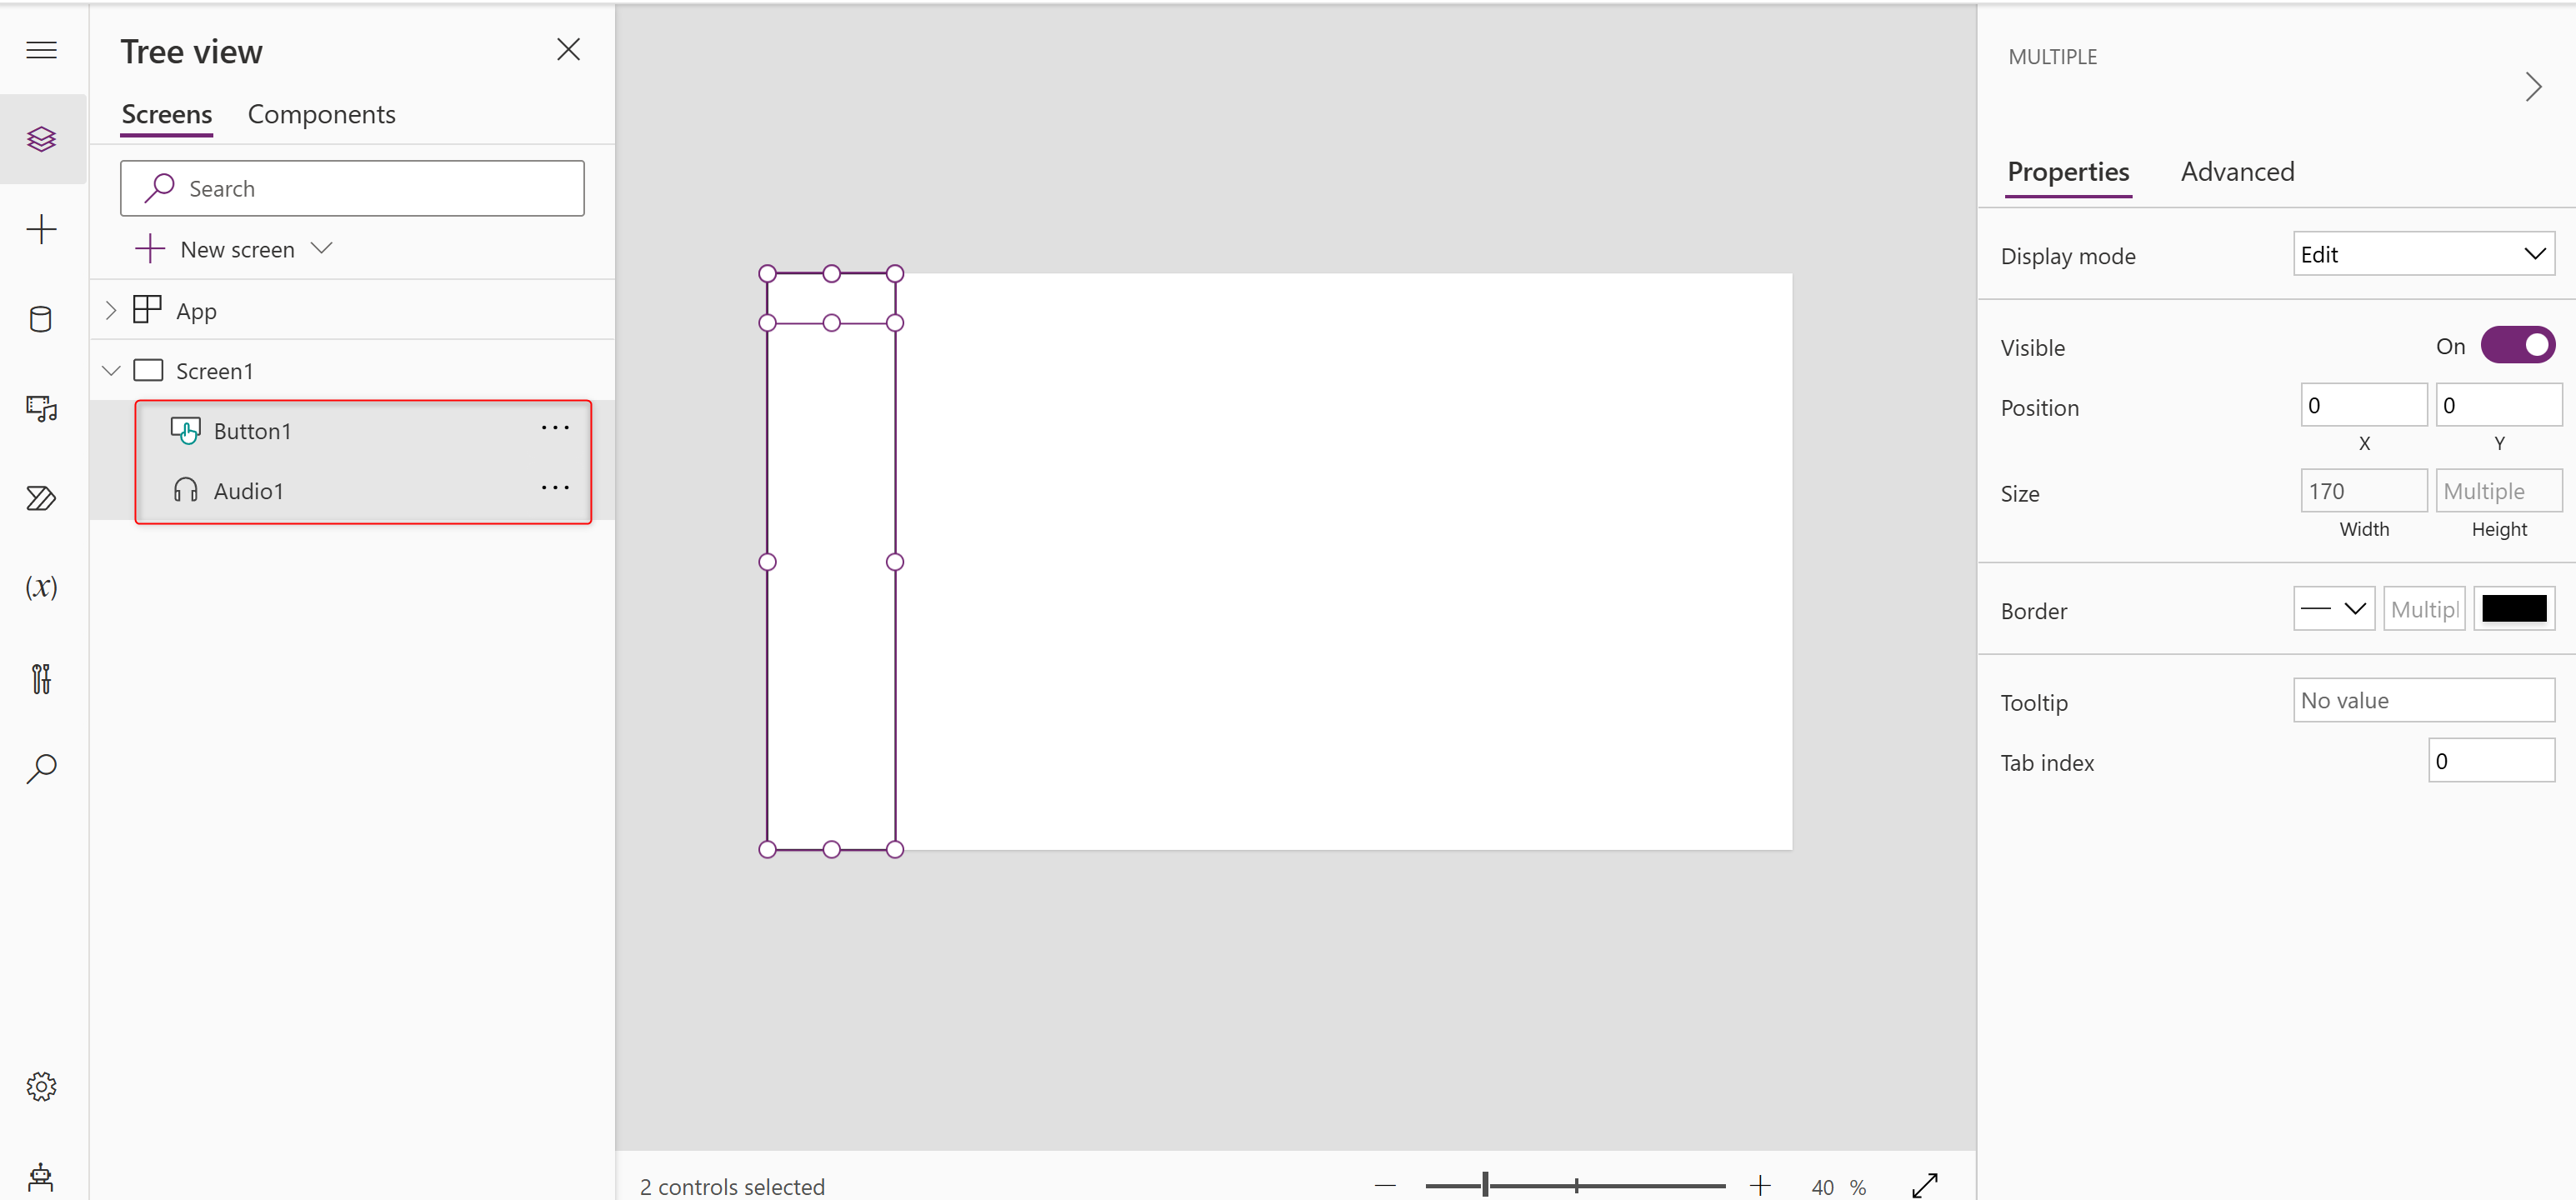 Tree view
Screens Components
Search
New screen
App
Screen1
Button1 ...
Audio1 ...
(x)
2 controls selected
40 %
MULTIPLE
Properties Advanced
Display mode Edit
Visible On
Position 0 0
X Y
Size 170 Multiple
Width Height
Border Multipl
Tooltip No value
Tab index 0